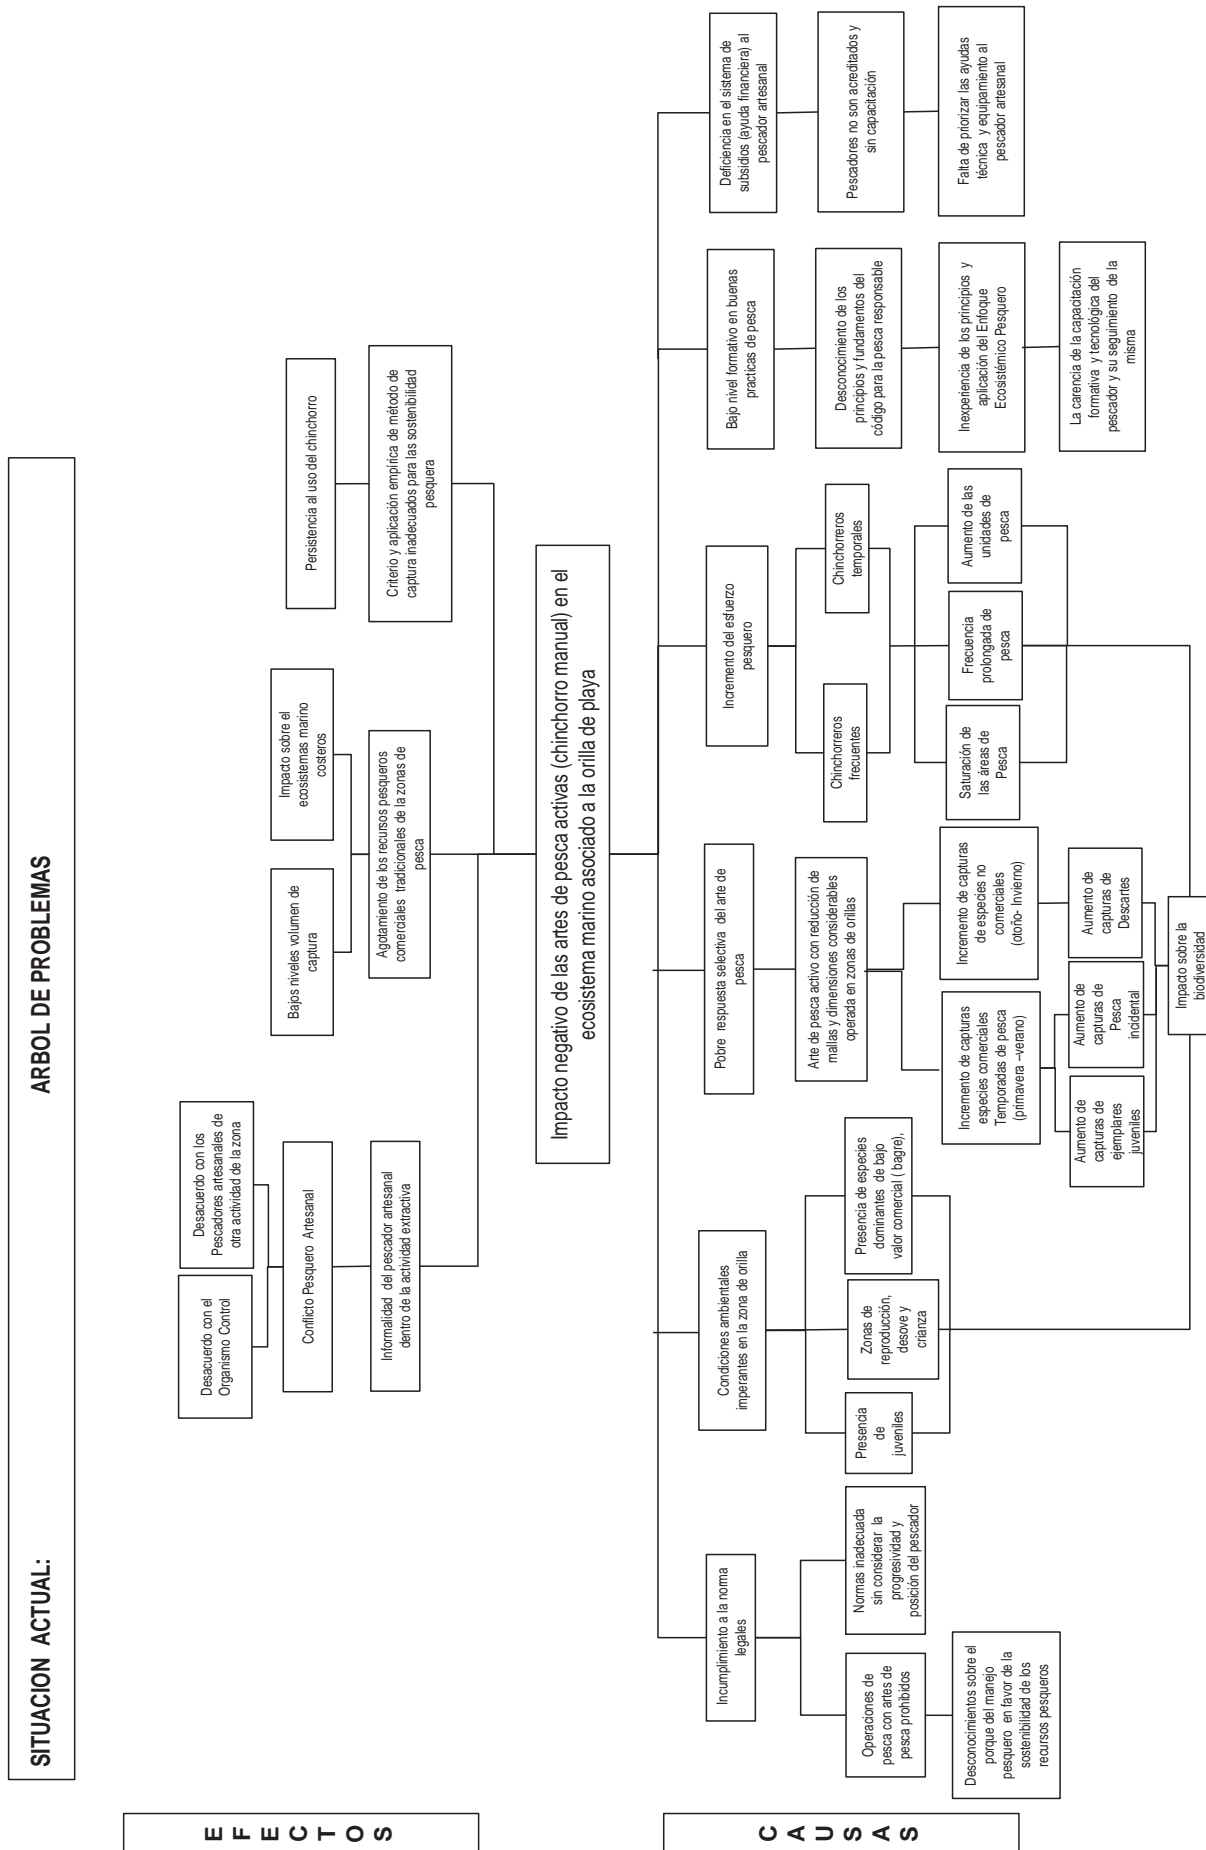 SITUACION ACTUAL: ARBOL DE PROBLEMAS
EFECTOS
Desacuerdo con el
Organismo Control
Desacuerdo con los
Pescadores artesanales de
otra actividad de la zona
Conflicto Pesquero Artesanal
Informalidad del pescador artesanal
dentro de la actividad extractiva
Bajos niveles volumen de
captura
Impacto sobre el
ecosistemas marino
costeros
Agotamiento de los recursos pesqueros
comerciales tradicionales de la zonas de
pesca
Persistencia al uso del chinchorro
Criterio y aplicación empírica de método de
captura inadecuados para las sostenibilidad
pesquera
Impacto negativo de las artes de pesca activas (chinchorro manual) en el
ecosistema marino asociado a la orilla de playa
CAUSAS
Incumplimiento a la norma
legales
Operaciones de
pesca con artes de
pesca prohibidos
Normas inadecuada
sin considerar la
progresividad y
posición del pescador
Desconocimientos sobre el
porque del manejo
pesquero en favor de la
sostenibilidad de los
recursos pesqueros
Condiciones ambientales
imperantes en la zona de orilla
Presencia
de
juveniles
Zonas de
reproducción,
desove y
crianza
Presencia de especies
dominantes de bajo
valor comercial ( bagre),
Pobre respuesta selectiva del arte de
pesca
Arte de pesca activo con reducción de
mallas y dimensiones considerables
operada en zonas de orillas
Incremento de capturas
especies comerciales
Temporadas de pesca
(primavera –verano)
Incremento de capturas
de especies no
comerciales
(otoño- Invierno)
Aumento de
capturas de
ejemplares
juveniles
Aumento de
capturas de
Pesca
incidental
Aumento de
capturas de
Descartes
Impacto sobre la
biodiversidad
Incremento del esfuerzo
pesquero
Chinchorreros
frecuentes
Chinchorreros
temporales
Saturación de
las áreas de
Pesca
Frecuencia
prolongada de
pesca
Aumento de las
unidades de
pesca
Bajo nivel formativo en buenas
practicas de pesca
Desconocimiento de los
principios y fundamentos del
código para la pesca responsable
Inexperiencia de los principios y
aplicación del Enfoque
Ecosistémico Pesquero
La carencia de la capacitación
formativa y tecnológica del
pescador y su seguimiento de la
misma
Deficiencia en el sistema de
subsidios (ayuda financiera) al
pescador artesanal
Pescadores no son acreditados y
sin capacitación
Falta de priorizar las ayudas
técnica y equipamiento al
pescador artesanal